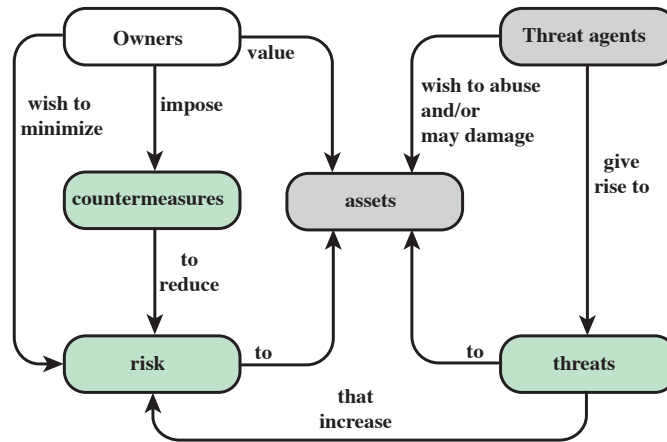 Owners
Threat agents
value
wish to
minimize
impose
wish to abuse
and/or
may damage
give
rise to
countermeasures
assets
to
reduce
risk
to
to
threats
that
increase